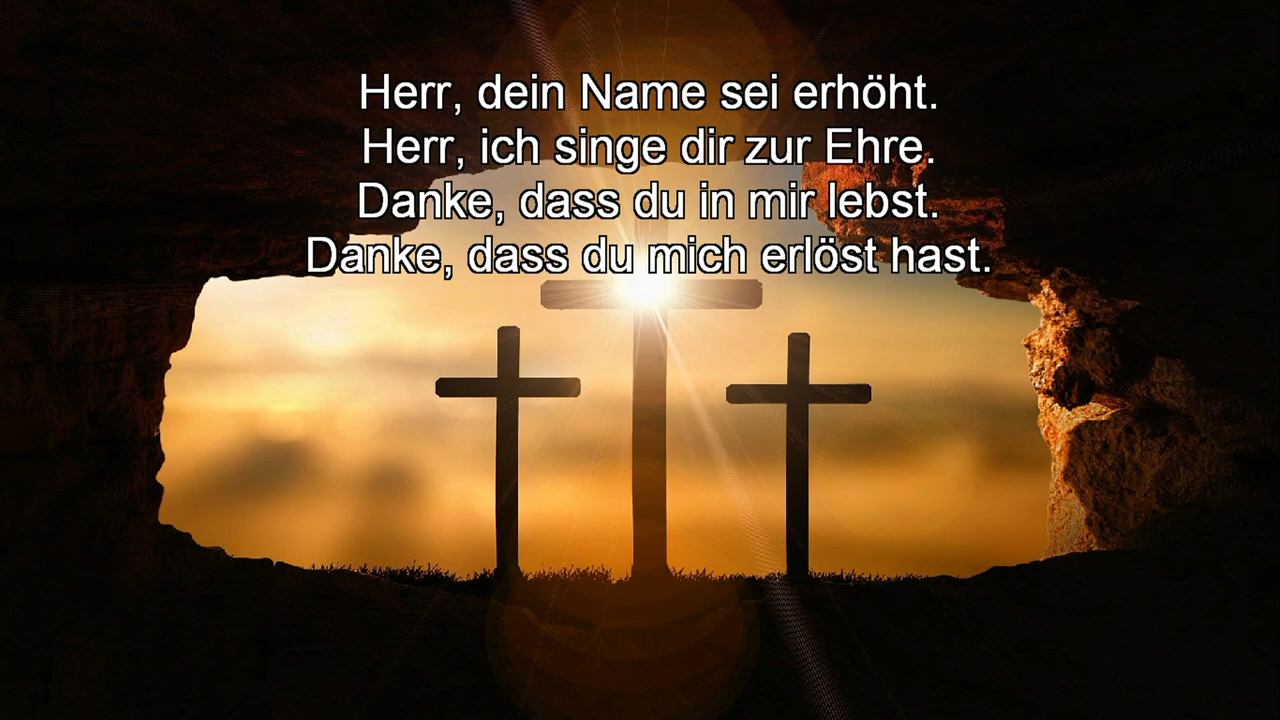 Herr, dein Name sei erhöht.
Herr, ich singe dir zur Ehre.
Danke, dass du in mir lebst.
Danke, dass du mich erlöst hast.